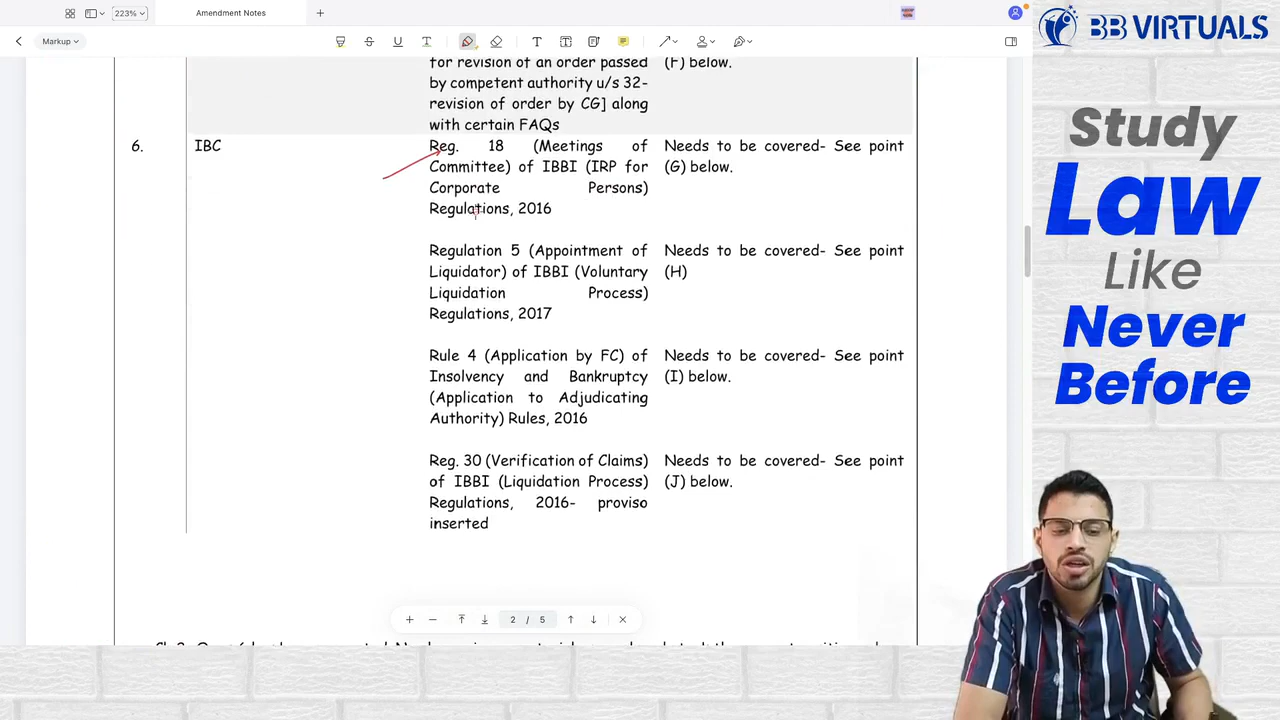 223%
Amendment Notes
Markup
BB VIRTUALS
Study
Law
Like
Never
Before
for revision of an order passed (F) below.
by competent authority u/s 32-
revision of order by CG] along
with certain FAQs
6. IBC Reg. 18 (Meetings of Needs to be covered- See point
Committee) of IBBI (IRP for (G) below.
Corporate Persons)
Regulations, 2016
Regulation 5 (Appointment of Needs to be covered- See point
Liquidator) of IBBI (Voluntary (H)
Liquidation Process)
Regulations, 2017
Rule 4 (Application by FC) of Needs to be covered- See point
Insolvency and Bankruptcy (I) below.
(Application to Adjudicating
Authority) Rules, 2016
Reg. 30 (Verification of Claims) Needs to be covered- See point
of IBBI (Liquidation Process) (J) below.
Regulations, 2016- proviso
inserted
2 / 5